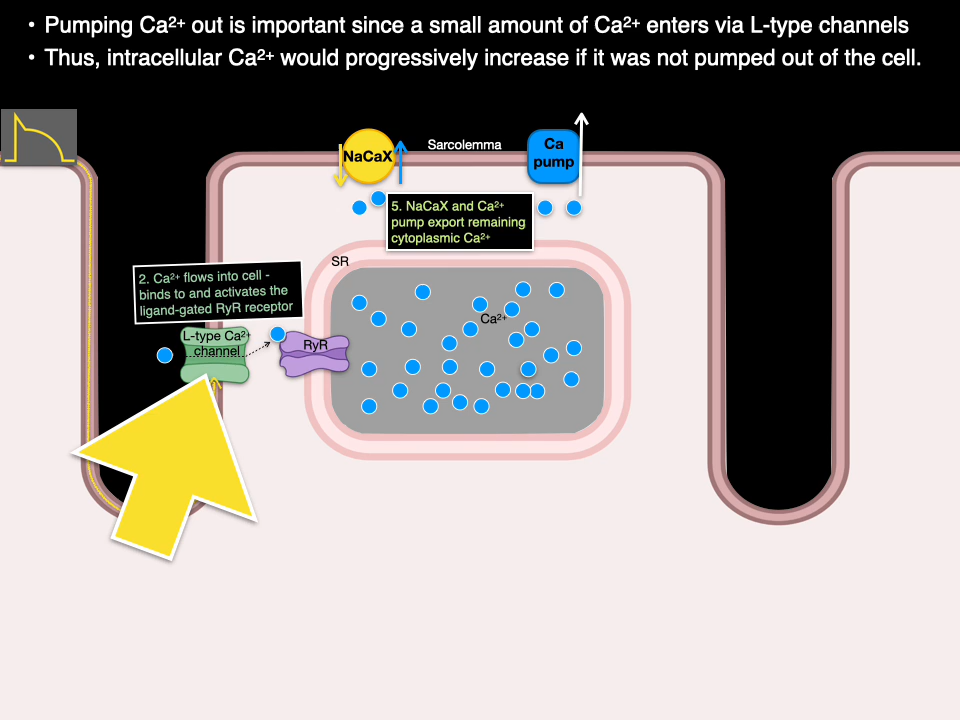 • Pumping Ca²⁺ out is important since a small amount of Ca²⁺ enters via L-type channels
• Thus, intracellular Ca²⁺ would progressively increase if it was not pumped out of the cell.
NaCaX
Sarcolemma
Ca
pump
5. NaCaX and Ca²⁺
pump export remaining
cytoplasmic Ca²⁺
SR
2. Ca²⁺ flows into cell -
binds to and activates the
ligand-gated RyR receptor
Ca²⁺
L-type Ca²⁺
channel
RyR